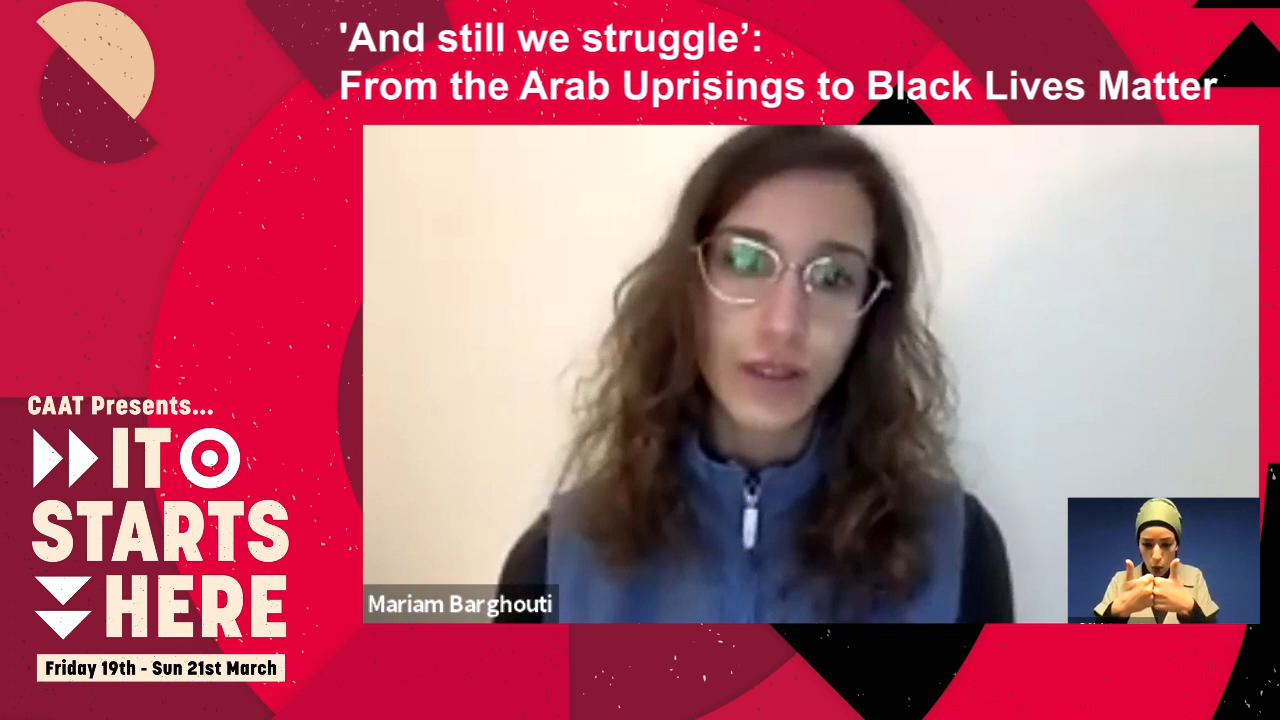 'And still we struggle’:
From the Arab Uprisings to Black Lives Matter
CAAT Presents...
IT
STARTS
HERE
Friday 19th - Sun 21st March
Mariam Barghouti